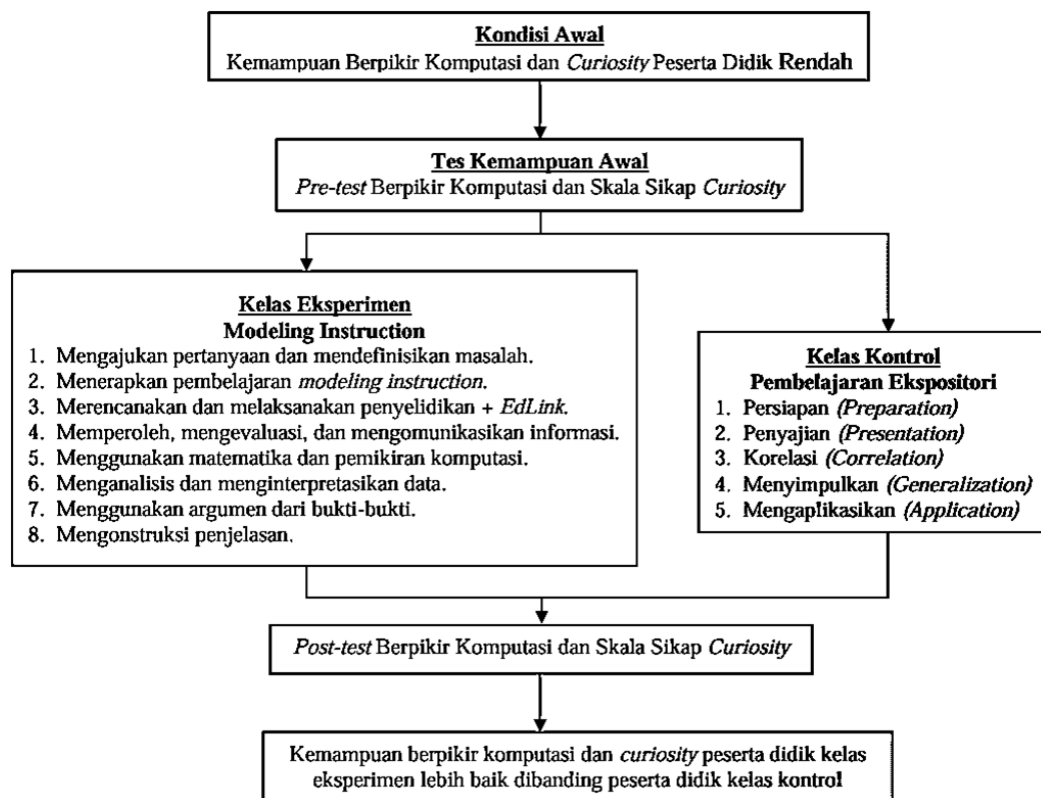 Kondisi Awal
Kemampuan Berpikir Komputasi dan Curiosity Peserta Didik Rendah
Tes Kemampuan Awal
Pre-test Berpikir Komputasi dan Skala Sikap Curiosity
Kelas Eksperimen
Modeling Instruction
1. Mengajukan pertanyaan dan mendefinisikan masalah.
2. Menerapkan pembelajaran modeling instruction.
3. Merencanakan dan melaksanakan penyelidikan + EdLink.
4. Memperoleh, mengevaluasi, dan mengomunikasikan informasi.
5. Menggunakan matematika dan pemikiran komputasi.
6. Menganalisis dan menginterpretasikan data.
7. Menggunakan argumen dari bukti-bukti.
8. Mengonstruksi penjelasan.
Kelas Kontrol
Pembelajaran Ekspositori
1. Persiapan (Preparation)
2. Penyajian (Presentation)
3. Korelasi (Correlation)
4. Menyimpulkan (Generalization)
5. Mengaplikasikan (Application)
Post-test Berpikir Komputasi dan Skala Sikap Curiosity
Kemampuan berpikir komputasi dan curiosity peserta didik kelas
eksperimen lebih baik dibanding peserta didik kelas kontrol